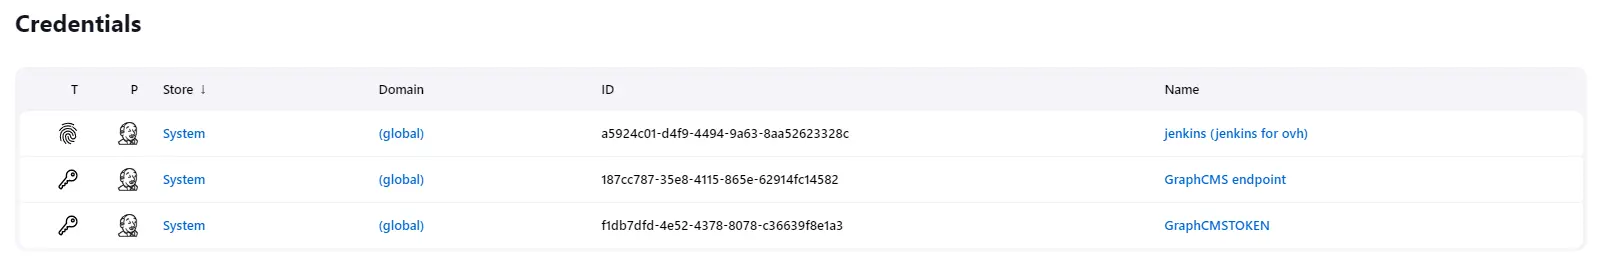 Credentials
T P Store ↓ Domain ID Name
System (global) a5924c01-d4f9-4494-9a63-8aa52623328c jenkins (jenkins for ovh)
System (global) 187cc787-35e8-4115-865e-62914fc14582 GraphCMS endpoint
System (global) f1db7dfd-4e52-4378-8078-c36639f8e1a3 GraphCMSTOKEN